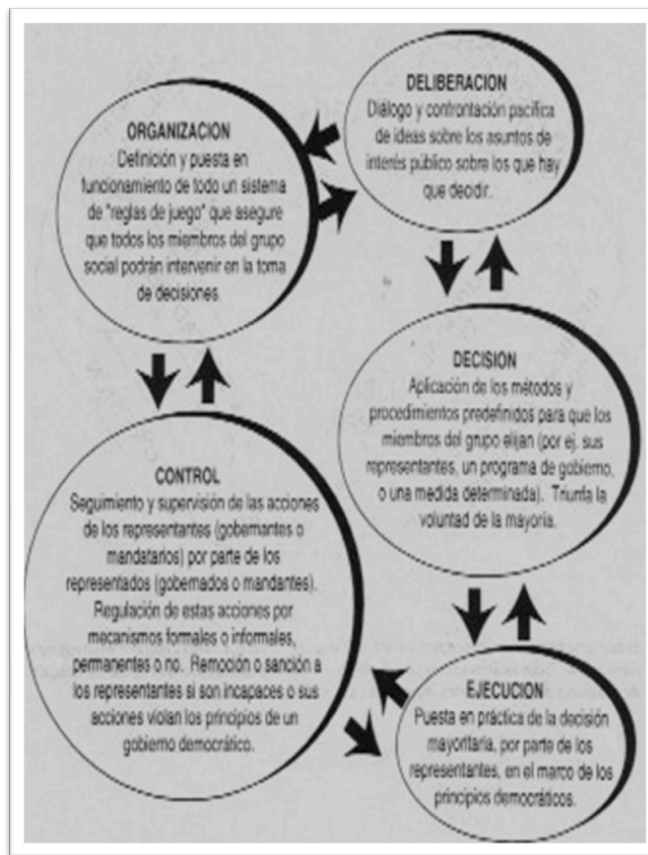 ORGANIZACION
Definición y puesta en
funcionamiento de todo un sistema
de "reglas de juego" que asegure
que todos los miembros del grupo
social podrán intervenir en la toma
de decisiones.
DELIBERACION
Diálogo y confrontación pacífica
de ideas sobre los asuntos de
interés público sobre los que hay
que decidir.
DECISION
Aplicación de los métodos y
procedimientos predefinidos para que los
miembros del grupo elijan (por ej. sus
representantes, un programa de gobierno,
o una medida determinada). Triunfa la
voluntad de la mayoría.
CONTROL
Seguimiento y supervisión de las acciones
de los representantes (gobernantes o
mandatarios) por parte de los
representados (gobernados o mandantes).
Regulación de estas acciones por
mecanismos formales o informales,
permanentes o no. Remoción o sanción a
los representantes si son incapaces o sus
acciones violan los principios de un
gobierno democrático.
EJECUCION
Puesta en práctica de la decisión
mayoritaria, por parte de los
representantes, en el marco de los
principios democráticos.